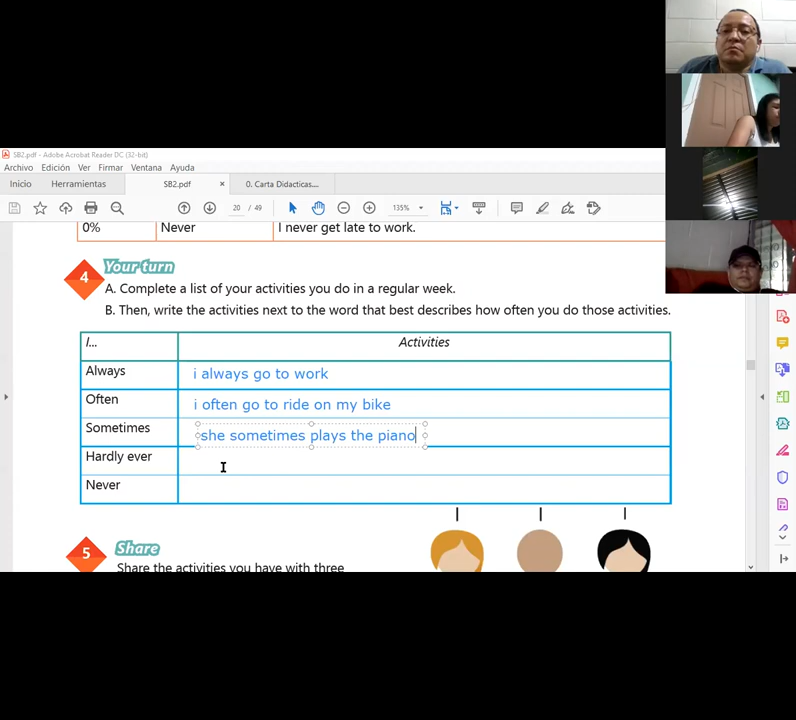 SB2.pdf - Adobe Acrobat Reader DC (32-bit)
Archivo Edición Ver Firmar Ventana Ayuda
Inicio Herramientas SB2.pdf × 0. Carta Didacticas....
20 / 49 135%
0% Never I never get late to work.
4 Your turn
A. Complete a list of your activities you do in a regular week.
B. Then, write the activities next to the word that best describes how often you do those activities.
I... Activities
Always i always go to work
Often i often go to ride on my bike
Sometimes she sometimes plays the piano
Hardly ever
Never
5 Share
Share the activities you have with three